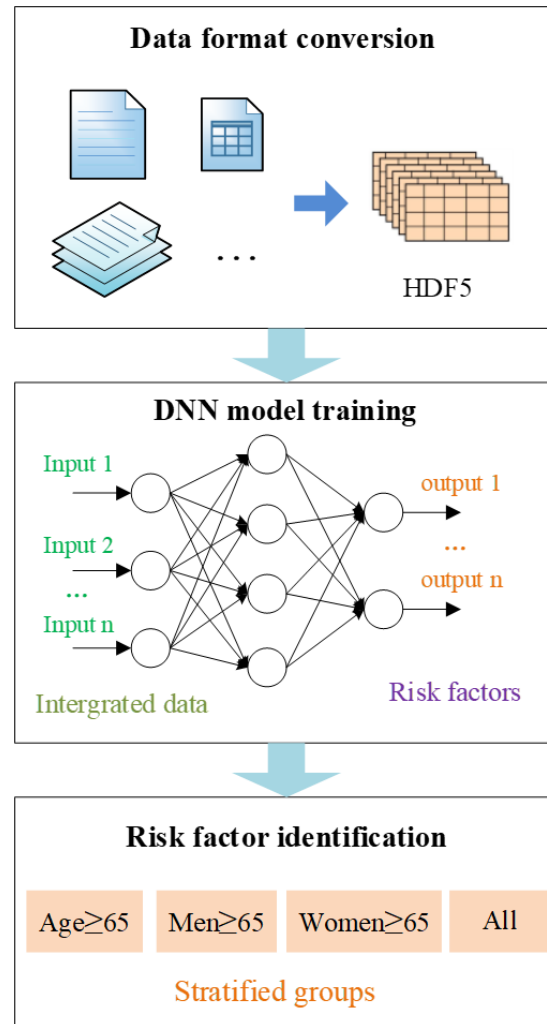 Data format conversion
...
HDF5
DNN model training
Input 1
output 1
Input 2
...
...
output n
Input n
Intergrated data
Risk factors
Risk factor identification
Age≥65
Men≥65
Women≥65
All
Stratified groups